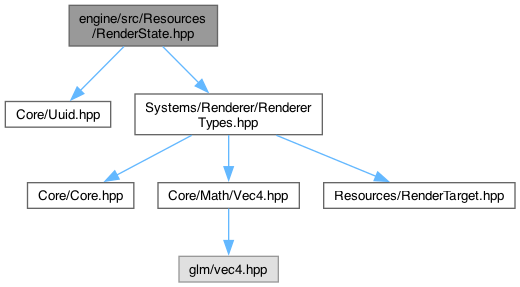 engine/src/Resources
/RenderState.hpp
Core/Uuid.hpp
Systems/Renderer/Renderer
Types.hpp
Core/Core.hpp
Core/Math/Vec4.hpp
Resources/RenderTarget.hpp
glm/vec4.hpp